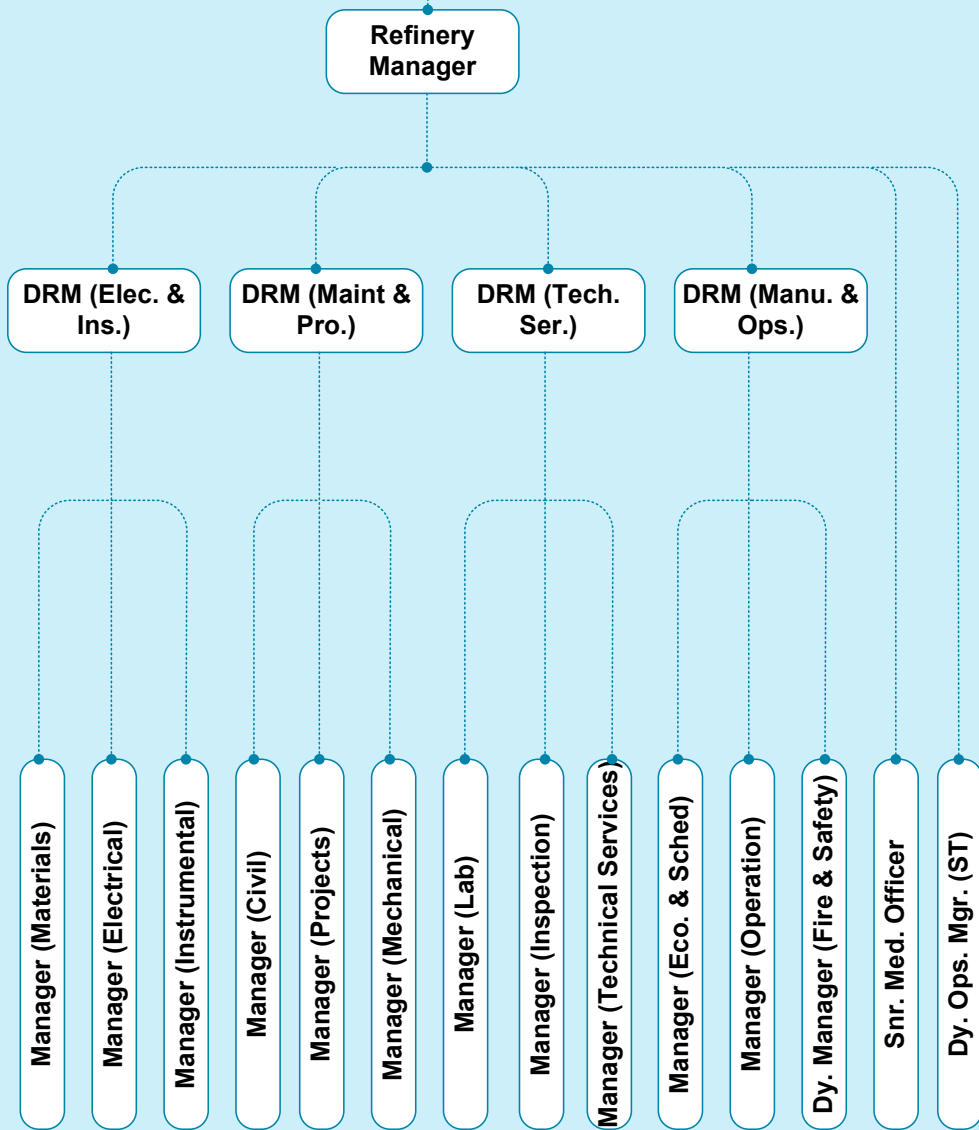 Refinery
Manager
DRM (Elec. &
Ins.)
DRM (Maint &
Pro.)
DRM (Tech.
Ser.)
DRM (Manu. &
Ops.)
Manager (Materials)
Manager (Electrical)
Manager (Instrumental)
Manager (Civil)
Manager (Projects)
Manager (Mechanical)
Manager (Lab)
Manager (Inspection)
Manager (Technical Services)
Manager (Eco. & Sched)
Manager (Operation)
Dy. Manager (Fire & Safety)
Snr. Med. Officer
Dy. Ops. Mgr. (ST)